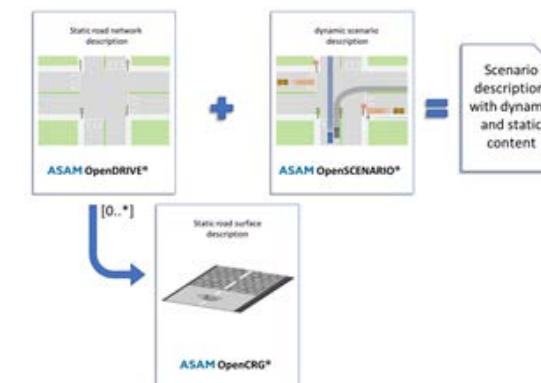 Static road network
description
ASAM OpenDRIVE®
dynamic scenario
description
ASAM OpenSCENARIO®
Scenario
description
with dynam
and static
content
[0..*]
Static road surface
description
ASAM OpenCRG®